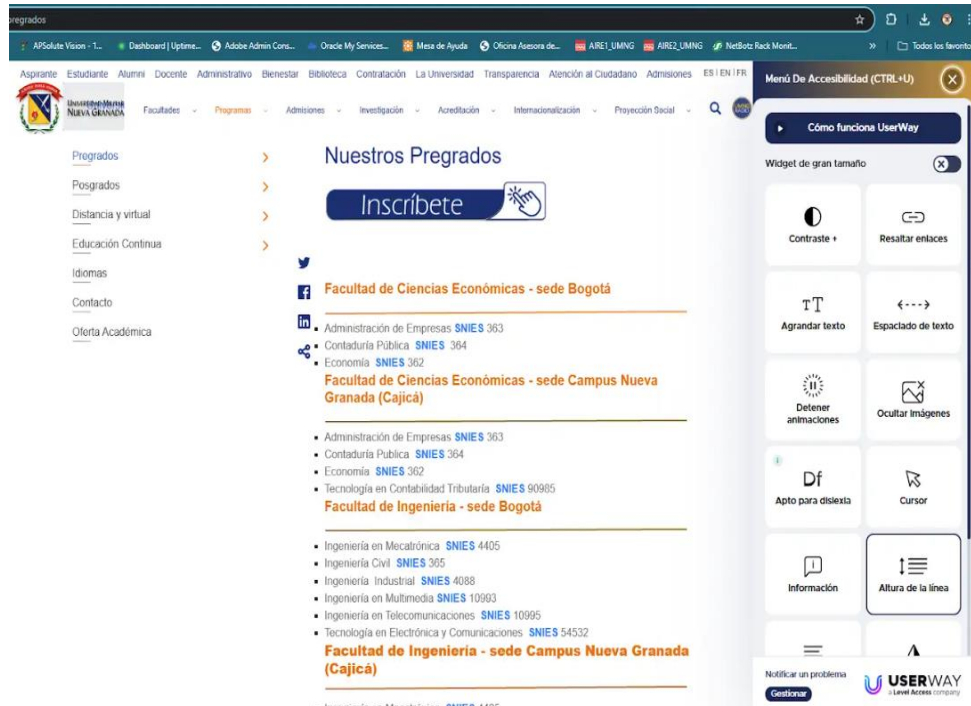 pregrados
APSolute Vision - 1...   Dashboard | Uptime...   Adobe Admin Cons...   Oracle My Services...   Mesa de Ayuda   Oficina Asesora de...   AIRE1_UMNG   AIRE2_UMNG   NetBotz Rack Monit...   »   Todos los favorito
Aspirante   Estudiante   Alumni   Docente   Administrativo   Bienestar   Biblioteca   Contratación   La Universidad   Transparencia   Atención al Ciudadano   Admisiones   ES I EN I FR
NUEVA GRANADA
Facultades   Programas   Admisiones   Investigación   Acreditación   Internacionalización   Proyección Social
Pregrados
Posgrados
Distancia y virtual
Educación Continua
Idiomas
Contacto
Oferta Académica
Nuestros Pregrados
Inscríbete
Facultad de Ciencias Económicas - sede Bogotá
Administración de Empresas SNIES 363
Contaduría Pública SNIES 364
Economía SNIES 362
Facultad de Ciencias Económicas - sede Campus Nueva
Granada (Cajicá)
Administración de Empresas SNIES 363
Contaduría Publica SNIES 364
Economía SNIES 362
Tecnología en Contabilidad Tributaría SNIES 90985
Facultad de Ingeniería - sede Bogotá
Ingeniería en Mecatrónica SNIES 4405
Ingeniería Civil SNIES 365
Ingeniería Industrial SNIES 4088
Ingeniería en Multimedia SNIES 10993
Ingeniería en Telecomunicaciones SNIES 10995
Tecnología en Electrónica y Comunicaciones SNIES 54532
Facultad de Ingeniería - sede Campus Nueva Granada
(Cajicá)
Menú De Accesibilidad (CTRL+U)
Cómo funciona UserWay
Widget de gran tamaño
Contraste +
Resaltar enlaces
Agrandar texto
Espaciado de texto
Detener
animaciones
Ocultar imágenes
Df
Apto para dislexia
Cursor
Información
Altura de la línea
Notificar un problema
Gestionar
USERWAY
a Level Access company